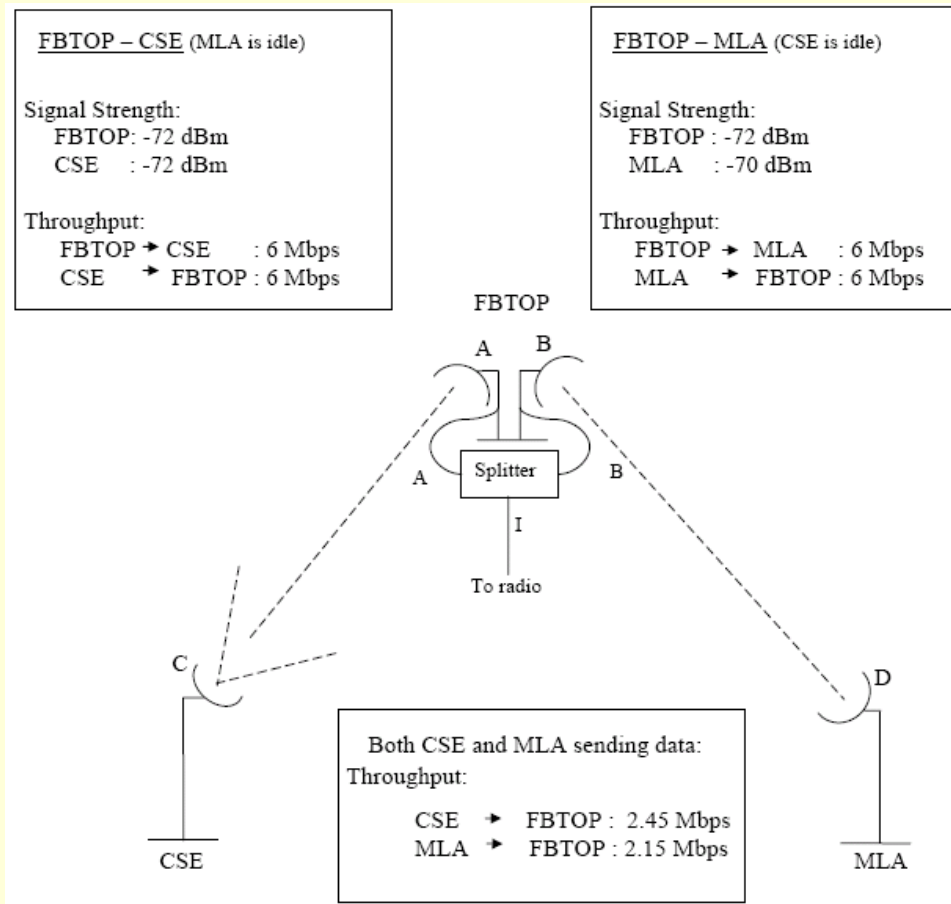 FBTOP – CSE (MLA is idle)
Signal Strength:
FBTOP: -72 dBm
CSE : -72 dBm
Throughput:
FBTOP → CSE : 6 Mbps
CSE → FBTOP : 6 Mbps
FBTOP – MLA (CSE is idle)
Signal Strength:
FBTOP : -72 dBm
MLA : -70 dBm
Throughput:
FBTOP → MLA : 6 Mbps
MLA → FBTOP : 6 Mbps
FBTOP
A B
A Splitter B
I
To radio
C D
Both CSE and MLA sending data:
Throughput:
CSE → FBTOP : 2.45 Mbps
MLA → FBTOP : 2.15 Mbps
CSE MLA